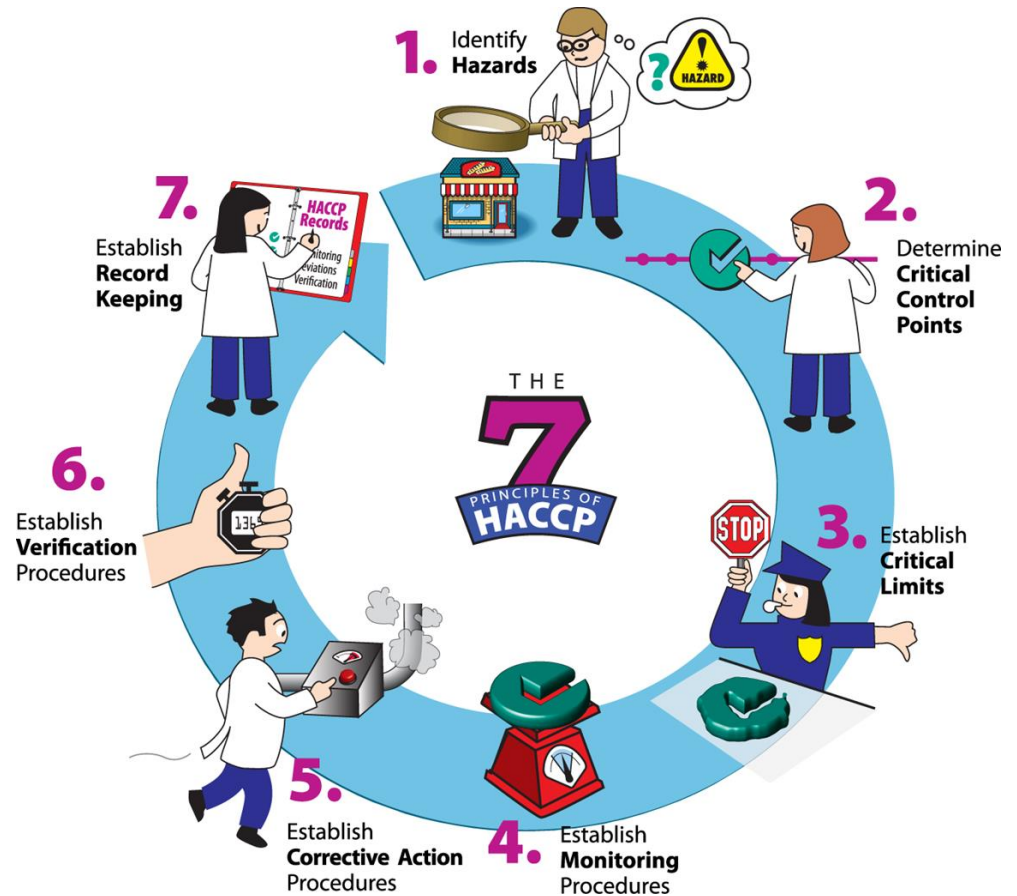 1. Identify
Hazards
?
!
HAZARD
2.
Determine
Critical
Control
Points
STOP
3. Establish
Critical
Limits
4. Establish
Monitoring
Procedures
5.
Establish
Corrective Action
Procedures
6.
Establish
Verification
Procedures
7.
Establish
Record
Keeping
HACCP
Records
Verification
THE
7
PRINCIPLES OF
HACCP